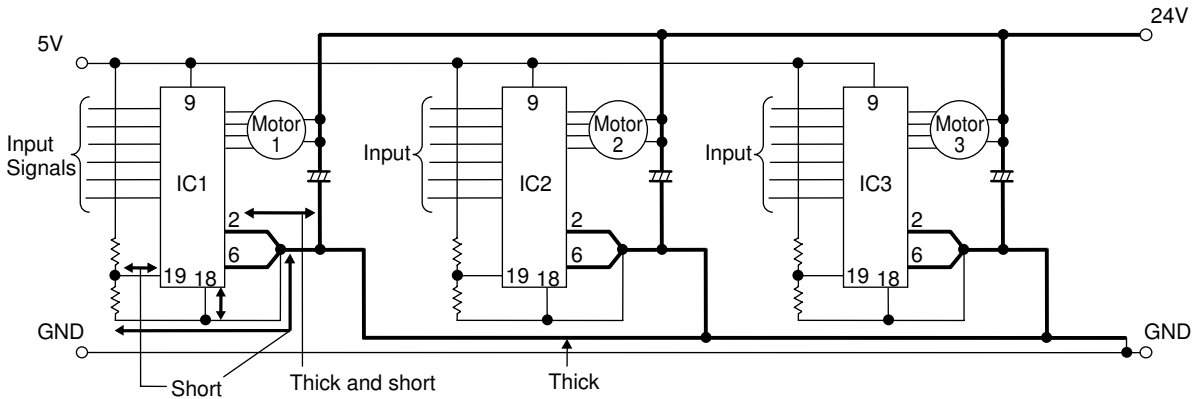 24V
5V
9
9
9
Motor
1
Motor
2
Motor
3
Input
Signals
Input
Input
IC1
IC2
IC3
2
2
2
6
6
6
19
18
19
18
19
18
GND
GND
Short
Thick and short
Thick